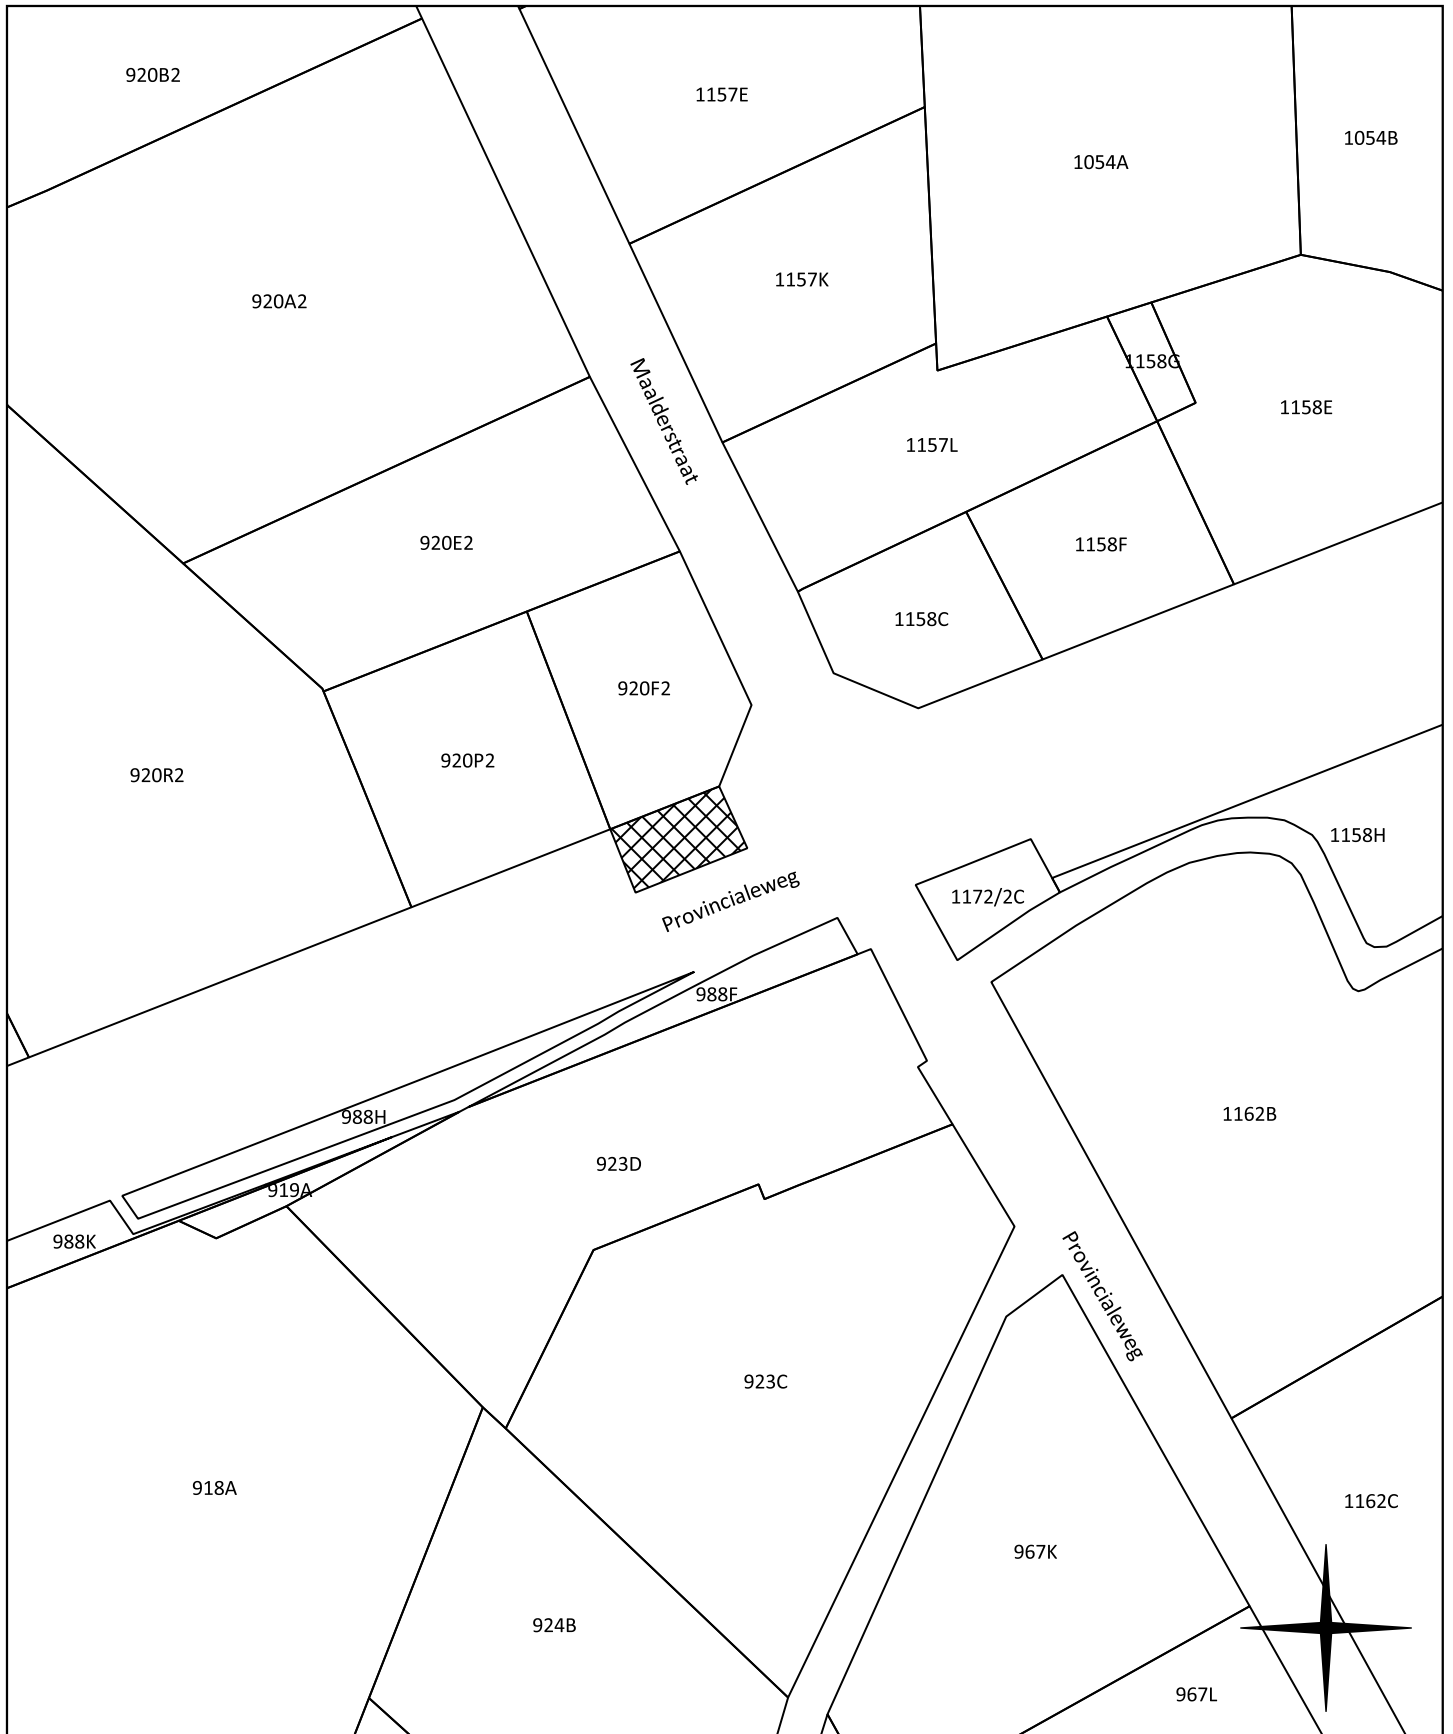 920B2
1157E
1054B
1054A
1157K
920A2
1158G
1158E
Maalderstraat
1157L
920E2
1158F
1158C
920F2
920P2
920R2
1158H
Provincialeweg
1172/2C
988F
988H
1162B
923D
919A
988K
Provincialeweg
923C
918A
1162C
967K
924B
967L